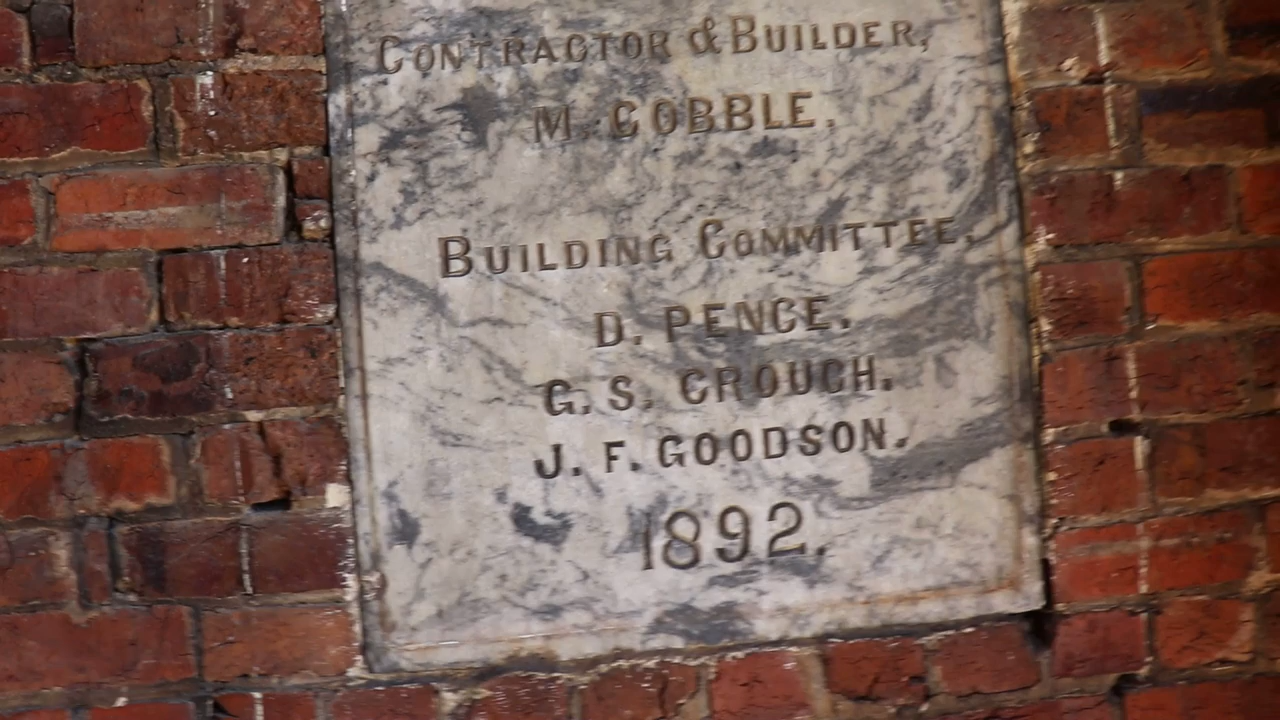 CONTRACTOR & BUILDER,
M. COBBLE.
BUILDING COMMITTEE.
D. PENCE.
G. S. CROUCH.
J. F. GOODSON.
1892.